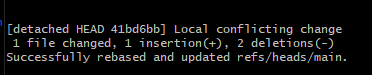 [detached HEAD 41bd6bb] Local conflicting change
1 file changed, 1 insertion(+), 2 deletions(-)
Successfully rebased and updated refs/heads/main.